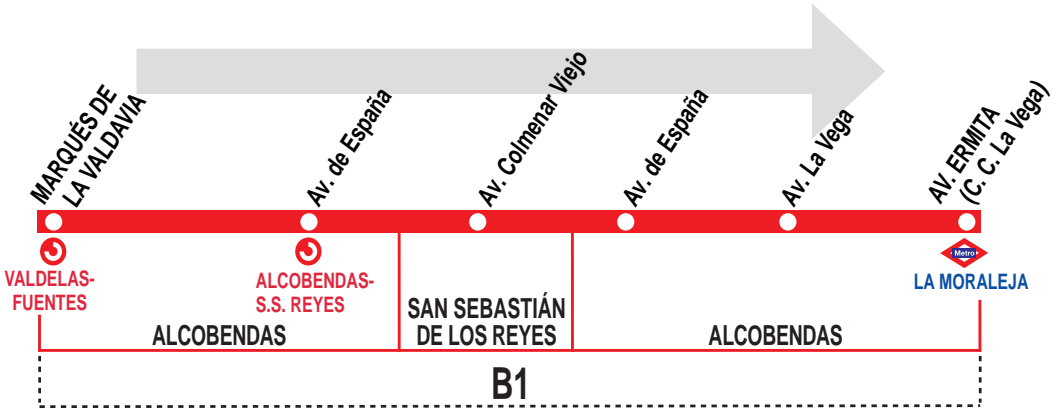 MARQUÉS DE
LA VALDAVIA
Av. de España
Av. Colmenar Viejo
Av. de España
Av. La Vega
AV. ERMITA
(C. C. La Vega)
VALDELAS-
FUENTES
ALCOBENDAS-
S.S. REYES
Metro
LA MORALEJA
ALCOBENDAS
SAN SEBASTIÁN
DE LOS REYES
ALCOBENDAS
B1